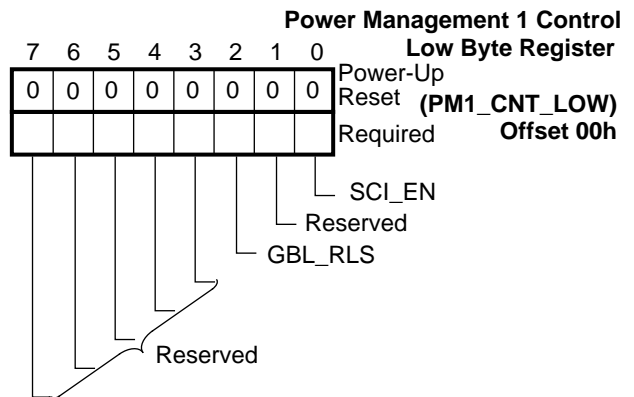 Power Management 1 Control
Low Byte Register
(PM1_CNT_LOW)
Offset 00h
7 6 5 4 3 2 1 0
0 0 0 0 0 0 0 0
Power-Up
Reset
Required
SCI_EN
Reserved
GBL_RLS
Reserved